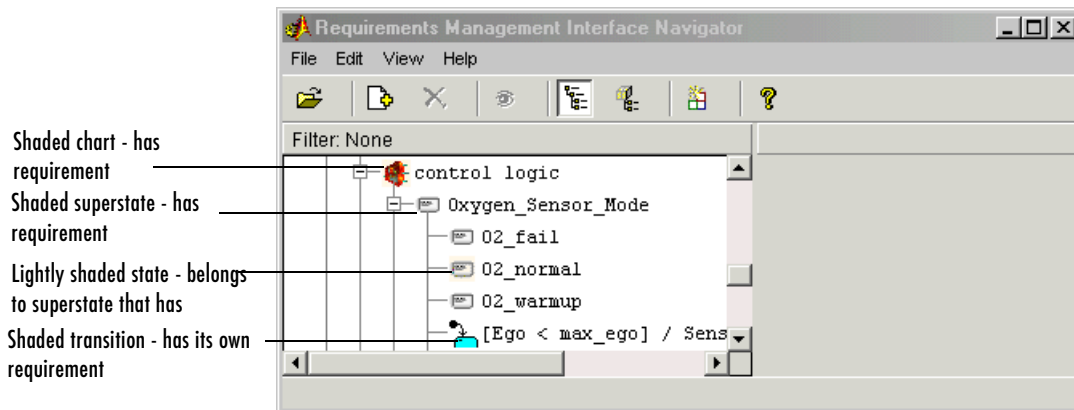 Requirements Management Interface Navigator
File Edit View Help
Filter: None
Shaded chart - has
requirement
control logic
Shaded superstate - has
requirement
Oxygen_Sensor_Mode
O2_fail
Lightly shaded state - belongs
to superstate that has
O2_normal
O2_warmup
Shaded transition - has its own
requirement
[Ego < max_ego] / Sens